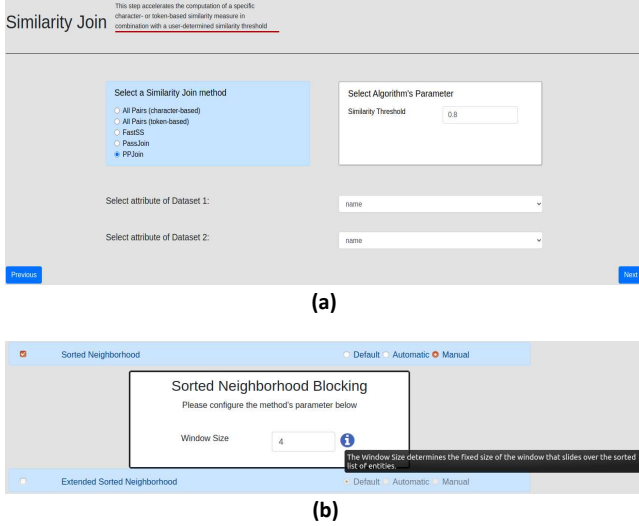 Similarity Join
This step accelerates the computation of a specific
character- or token-based similarity measure in
combination with a user-determined similarity threshold
Select a Similarity Join method
All Pairs (character-based)
All Pairs (token-based)
FastSS
PassJoin
PPJoin
Select Algorithm's Parameter
Similarity Threshold 0.8
Select attribute of Dataset 1: name
Select attribute of Dataset 2: name
Previous Next
(a)
Sorted Neighborhood Default Automatic Manual
Sorted Neighborhood Blocking
Please configure the method's parameter below
Window Size 4 i
The Window Size determines the fixed size of the window that slides over the sorted
list of entities.
Extended Sorted Neighborhood Default Automatic Manual
(b)